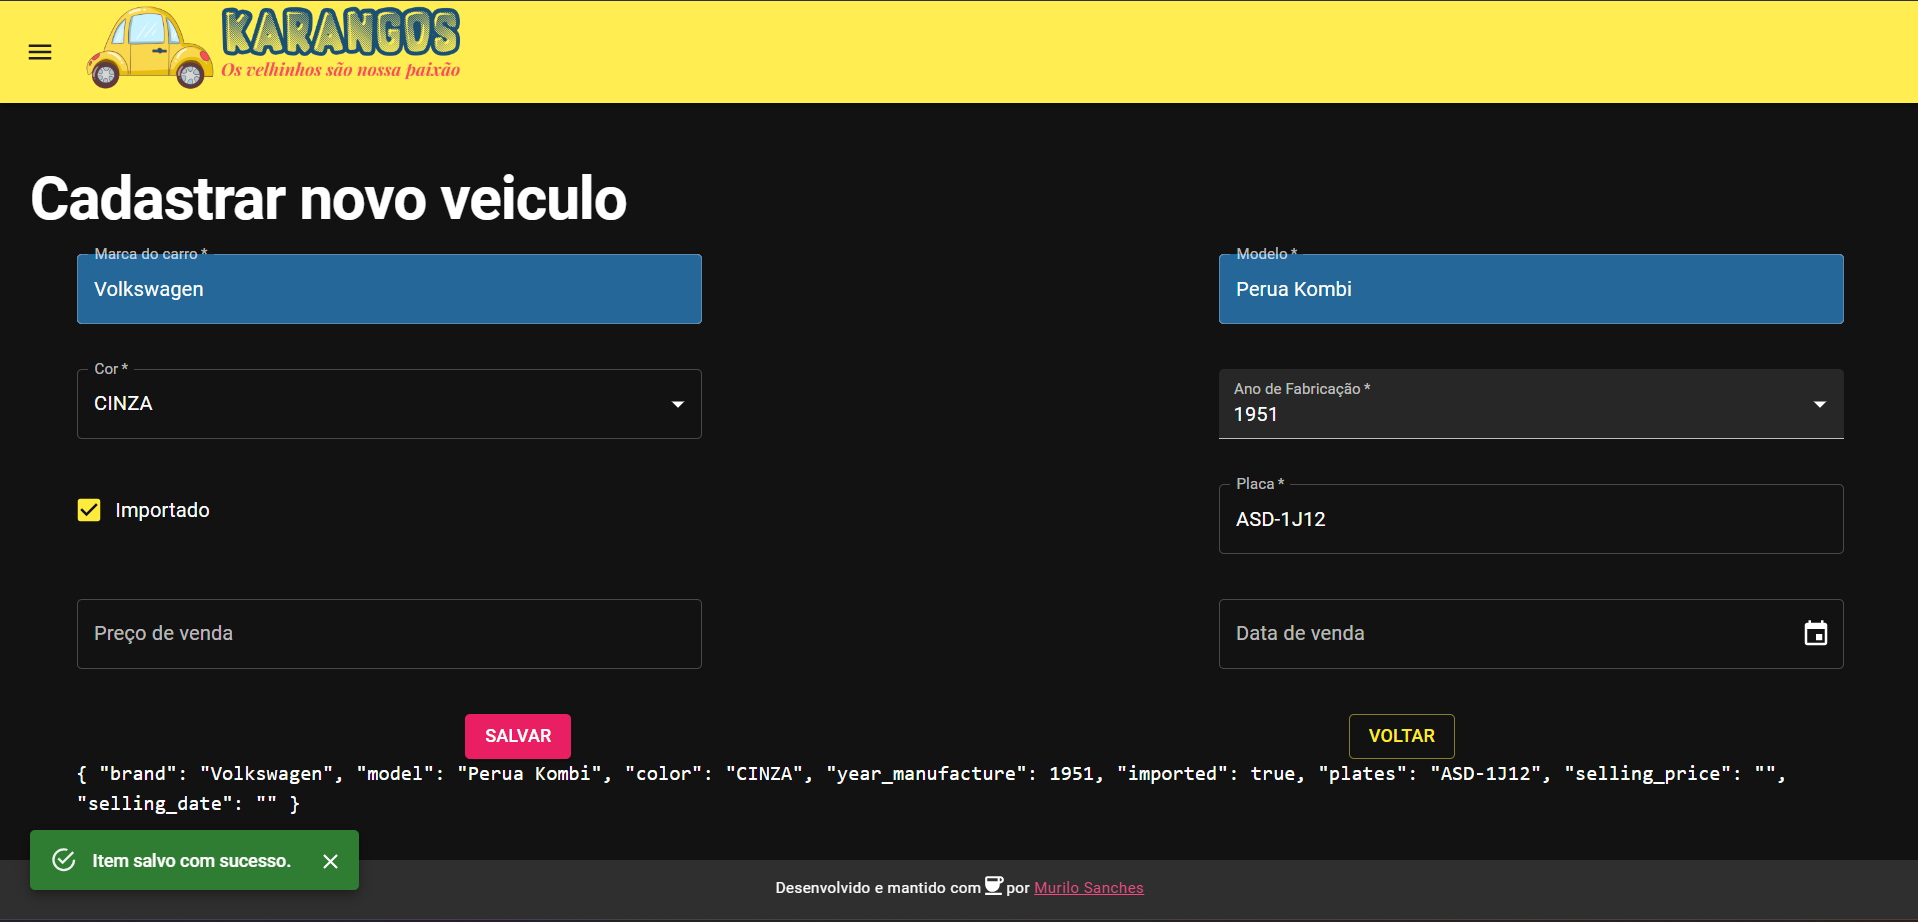 KARANGOS
Os velhinhos são nossa paixão
Cadastrar novo veiculo
Marca do carro *
Volkswagen
Modelo *
Perua Kombi
Cor *
CINZA
Ano de Fabricação *
1951
Importado
Placa *
ASD-1J12
Preço de venda
Data de venda
SALVAR
VOLTAR
{ "brand": "Volkswagen", "model": "Perua Kombi", "color": "CINZA", "year_manufacture": 1951, "imported": true, "plates": "ASD-1J12", "selling_price": "",
"selling_date": "" }
Item salvo com sucesso.
Desenvolvido e mantido com por Murilo Sanches